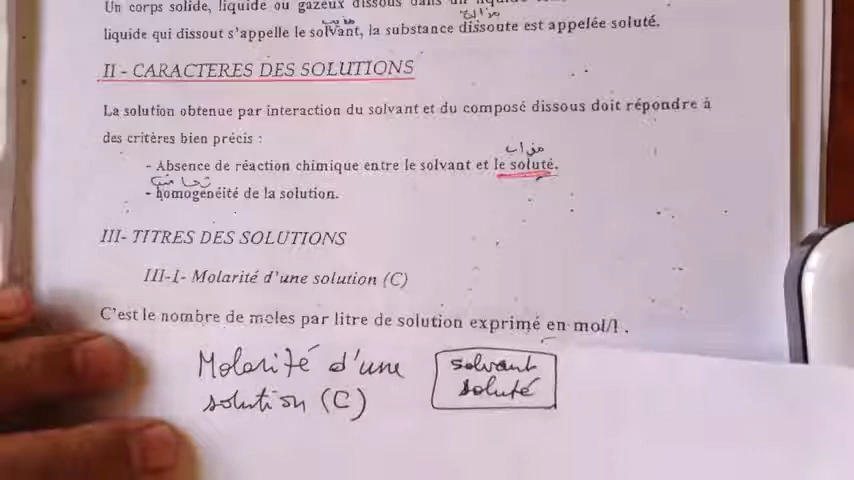 Un corps solide, liquide ou gazeux dissous dans un liquide
liquide qui dissout s'appelle le solvant, la substance dissoute est appelée soluté.
II - CARACTERES DES SOLUTIONS
La solution obtenue par interaction du solvant et du composé dissous doit répondre à
des critères bien précis :
مذاب
- Absence de réaction chimique entre le solvant et le soluté.
- homogénéité de la solution.
III- TITRES DES SOLUTIONS
III-1- Molarité d'une solution (C)
C'est le nombre de moles par litre de solution exprimé en mol/l .
Molarité d'une
solution (C)
solvant
soluté